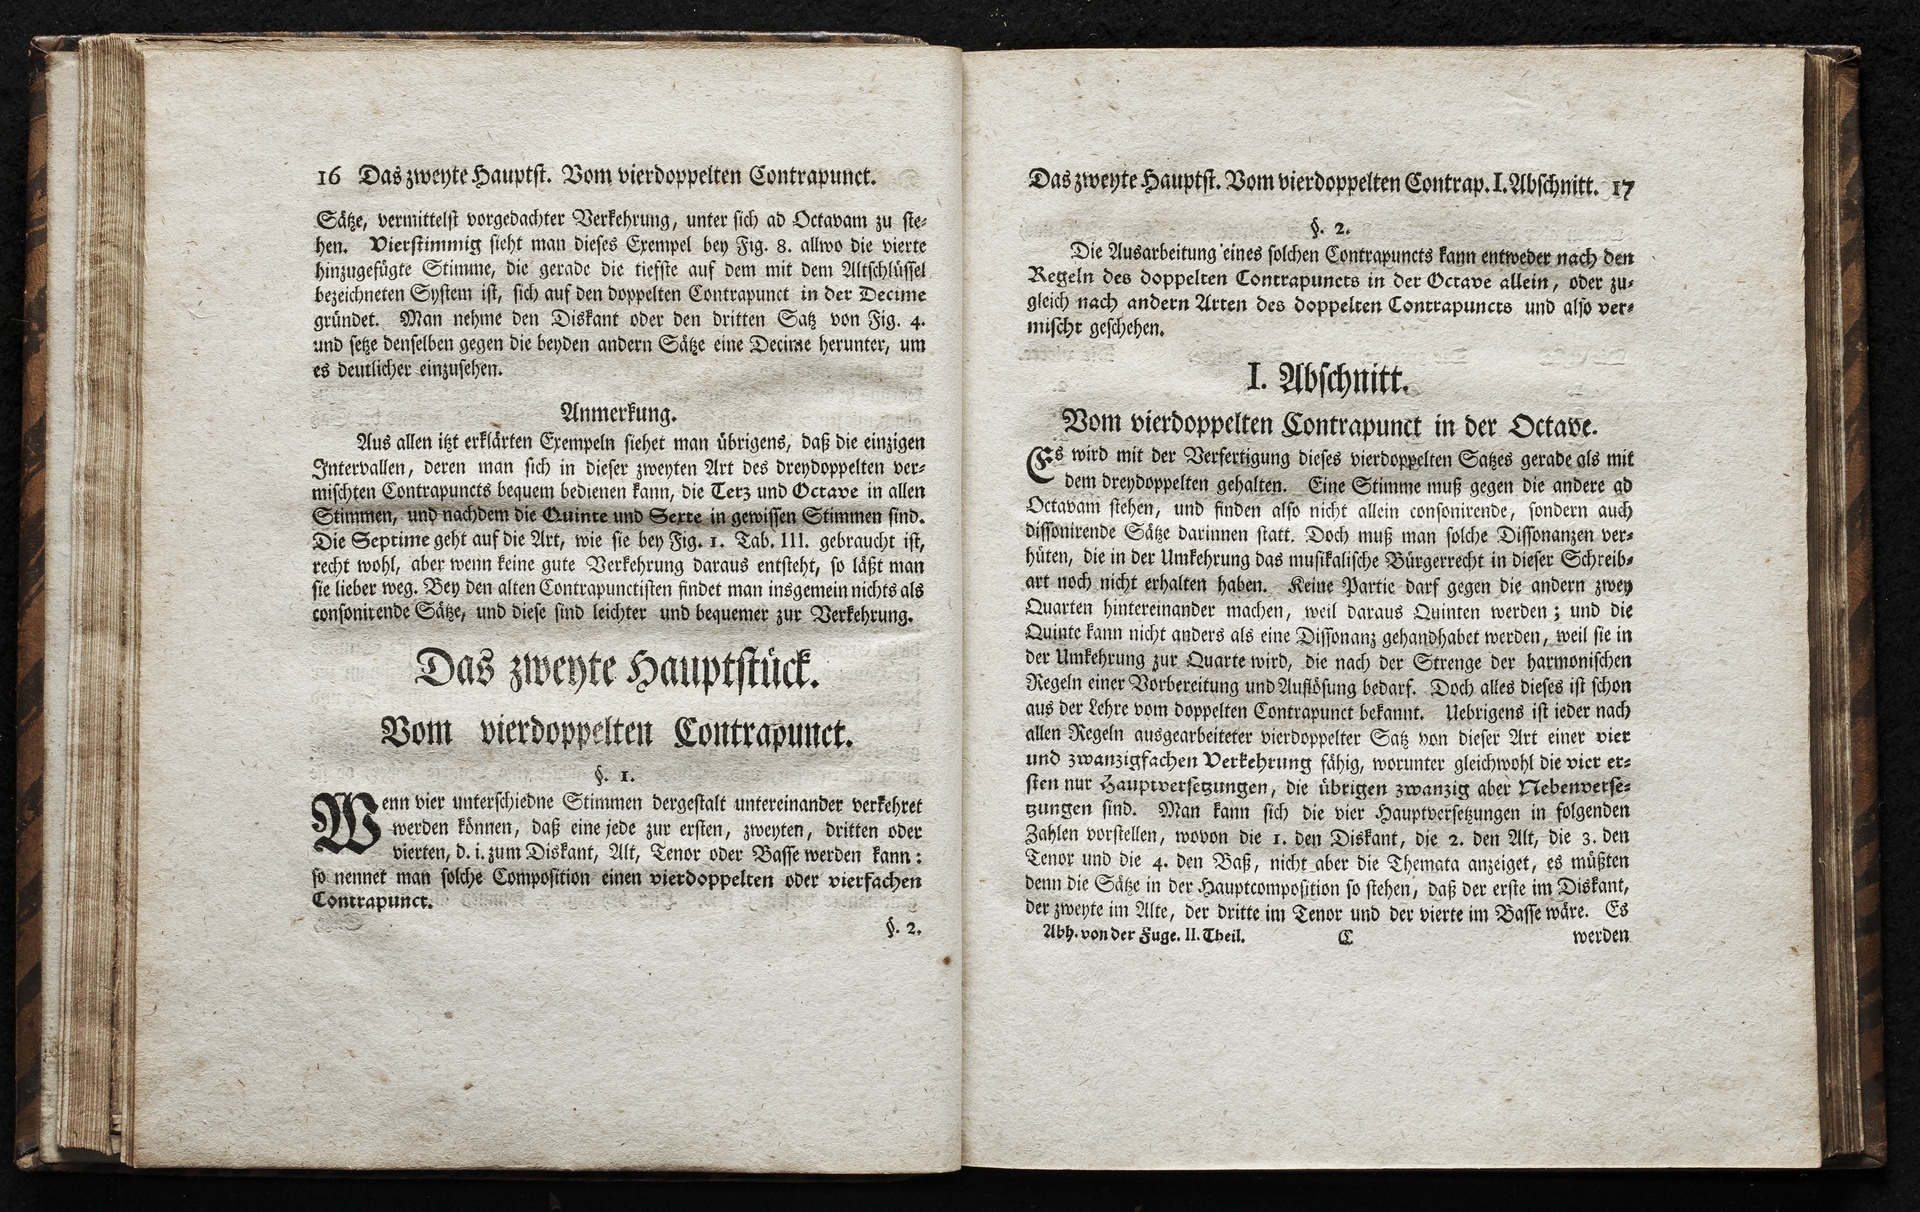 16 Das zweyte Hauptst. Vom vierdoppelten Contrapunct.
Sätze, vermittelst vorgedachter Verkehrung, unter sich ad Octavam zu ste-
hen. Vierstimmig sieht man dieses Exempel bey Fig. 8. allwo die vierte
hinzugefügte Stimme, die gerade die tiefste auf dem mit dem Altschlüssel
bezeichneten System ist, sich auf den doppelten Contrapunct in der Decime
gründet. Man nehme den Diskant oder den dritten Satz von Fig. 4.
und setze denselben gegen die beyden andern Sätze eine Decime herunter, um
es deutlicher einzusehen.
Anmerkung.
Aus allen itzt erklärten Exempeln siehet man übrigens, daß die einzigen
Intervallen, deren man sich in dieser zweyten Art des dreydoppelten ver-
mischten Contrapuncts bequem bedienen kann, die Terz und Octave in allen
Stimmen, und nachdem die Quinte und Sexte in gewissen Stimmen sind.
Die Septime geht auf die Art, wie sie bey Fig. 1. Tab. III. gebraucht ist,
recht wohl, aber wenn keine gute Verkehrung daraus entsteht, so läßt man
sie lieber weg. Bey den alten Contrapunctisten findet man insgemein nichts als
consonirende Sätze, und diese sind leichter und bequemer zur Verkehrung.
Das zweyte Hauptstück.
Vom vierdoppelten Contrapunct.
§. 1.
Wenn vier unterschiedne Stimmen dergestalt untereinander verkehret
werden können, daß eine jede zur ersten, zweyten, dritten oder
vierten, d. i. zum Diskant, Alt, Tenor oder Basse werden kann:
so nennet man solche Composition einen vierdoppelten oder vierfachen
Contrapunct.
§. 2.
Das zweyte Hauptst. Vom vierdoppelten Contrap. I. Abschnitt. 17
§. 2.
Die Ausarbeitung eines solchen Contrapuncts kann entweder nach den
Regeln des doppelten Contrapuncts in der Octave allein, oder zu-
gleich nach andern Arten des doppelten Contrapuncts und also ver-
mischt geschehen.
I. Abschnitt.
Vom vierdoppelten Contrapunct in der Octave.
Es wird mit der Verfertigung dieses vierdoppelten Satzes gerade als mit
dem dreydoppelten gehalten. Eine Stimme muß gegen die andere ad
Octavam stehen, und finden also nicht allein consonirende, sondern auch
dissonirende Sätze darinnen statt. Doch muß man solche Dissonanzen ver-
hüten, die in der Umkehrung das musikalische Bürgerrecht in dieser Schreib-
art noch nicht erhalten haben. Keine Partie darf gegen die andern zwey
Quarten hintereinander machen, weil daraus Quinten werden; und die
Quinte kann nicht anders als eine Dissonanz gehandhabet werden, weil sie in
der Umkehrung zur Quarte wird, die nach der Strenge der harmonischen
Regeln einer Vorbereitung und Auflösung bedarf. Doch alles dieses ist schon
aus der Lehre vom doppelten Contrapunct bekannt. Uebrigens ist ieder nach
allen Regeln ausgearbeiteter vierdoppelter Satz von dieser Art einer vier
und zwanzigfachen Verkehrung fähig, worunter gleichwohl die vier er-
sten nur Hauptversetzungen, die übrigen zwanzig aber Nebenverse-
tzungen sind. Man kann sich die vier Hauptversetzungen in folgenden
Zahlen vorstellen, wovon die 1. den Diskant, die 2. den Alt, die 3. den
Tenor und die 4. den Baß, nicht aber die Themata anzeiget, es müßten
denn die Sätze in der Hauptcomposition so stehen, daß der erste im Diskant,
der zweyte im Alte, der dritte im Tenor und der vierte im Basse wäre. Es
Abh. von der Fuge. II. Theil. C werden